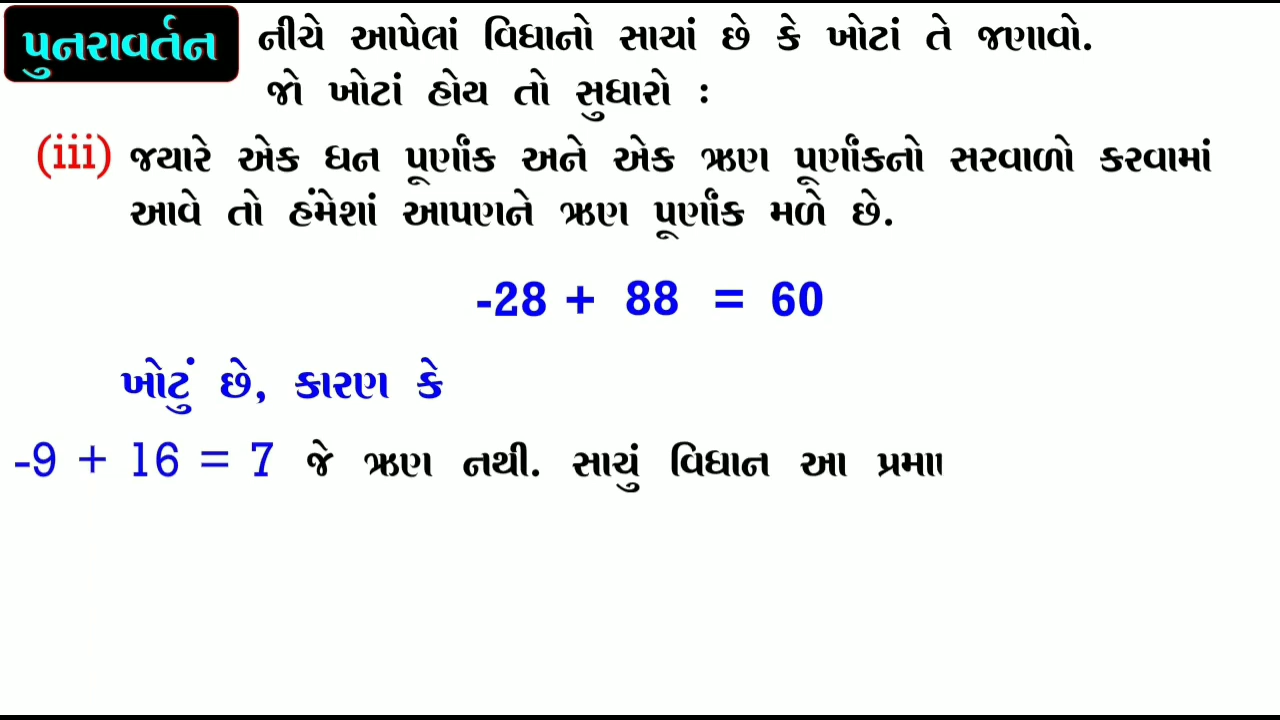 પુનરાવર્તન
નીચે આપેલાં વિધાનો સાચાં છે કે ખોટાં તે જણાવો.
જો ખોટાં હોય તો સુધારો :
(iii) જ્યારે એક ધન પૂર્ણાંક અને એક ઋણ પૂર્ણાંકનો સરવાળો કરવામાં
આવે તો હંમેશાં આપણને ઋણ પૂર્ણાંક મળે છે.
-28 + 88 = 60
ખોટું છે, કારણ કે
-9 + 16 = 7 જે ઋણ નથી. સાચું વિધાન આ